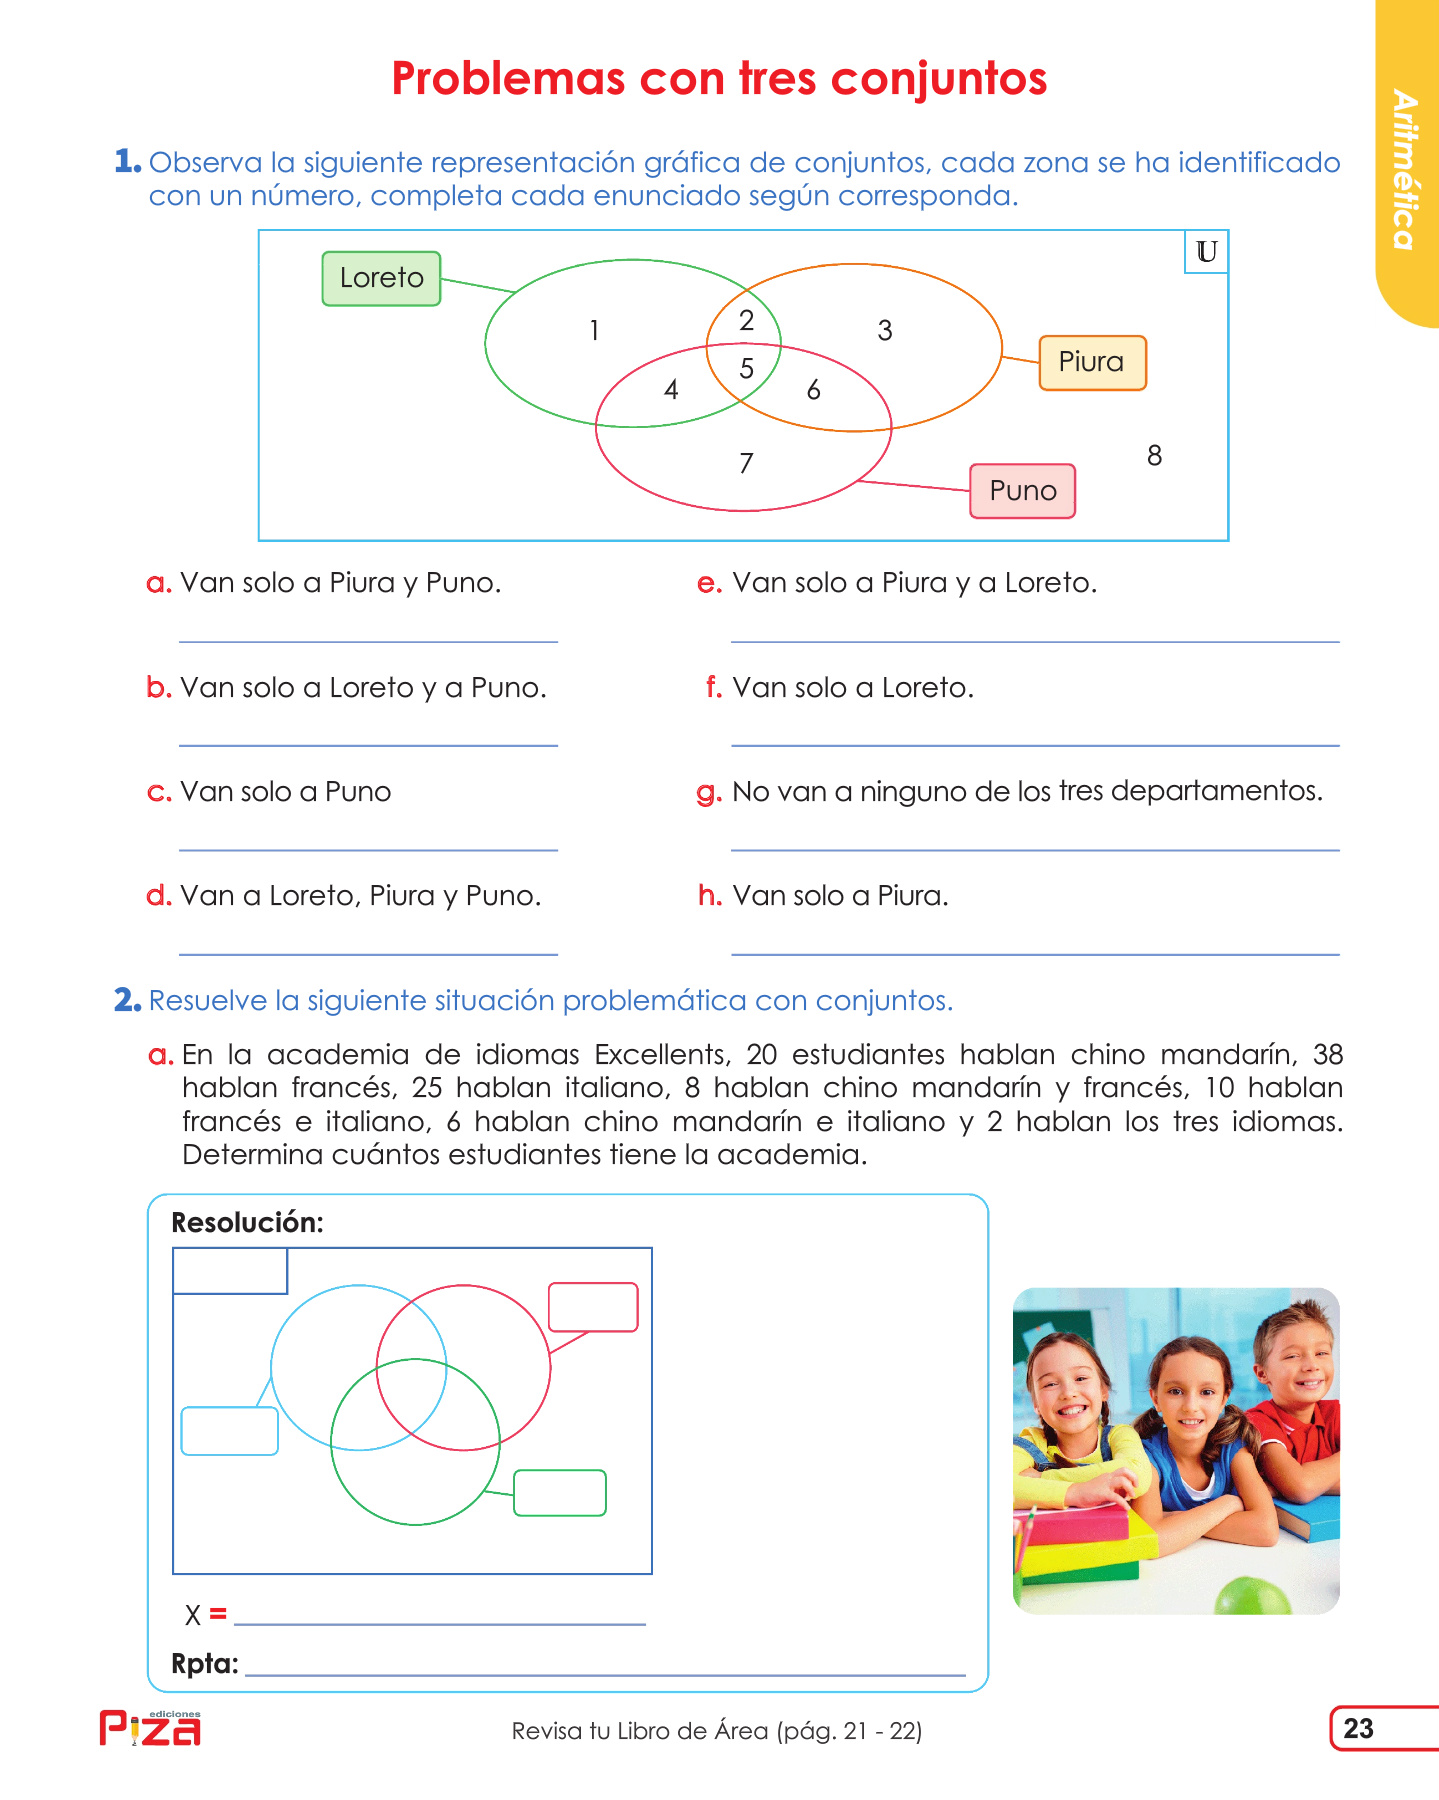 Problemas con tres conjuntos
Aritmética
1. Observa la siguiente representación gráfica de conjuntos, cada zona se ha identificado
con un número, completa cada enunciado según corresponda.
U
Loreto
1
2
3
Piura
4
5
6
7
8
Puno
a. Van solo a Piura y Puno.
e. Van solo a Piura y a Loreto.
b. Van solo a Loreto y a Puno.
f. Van solo a Loreto.
c. Van solo a Puno
g. No van a ninguno de los tres departamentos.
d. Van a Loreto, Piura y Puno.
h. Van solo a Piura.
2. Resuelve la siguiente situación problemática con conjuntos.
a. En la academia de idiomas Excellents, 20 estudiantes hablan chino mandarín, 38
hablan francés, 25 hablan italiano, 8 hablan chino mandarín y francés, 10 hablan
francés e italiano, 6 hablan chino mandarín e italiano y 2 hablan los tres idiomas.
Determina cuántos estudiantes tiene la academia.
Resolución:
X =
Rpta:
ediciones
Piza
Revisa tu Libro de Área (pág. 21 - 22)
23